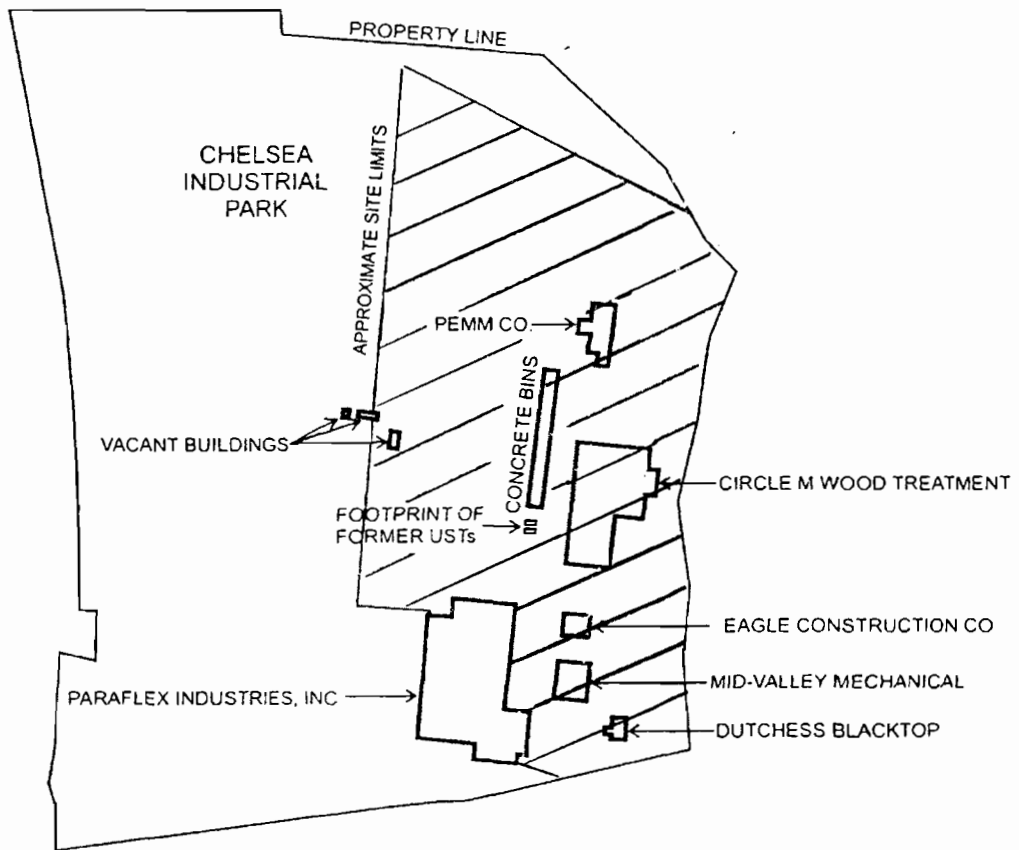 PROPERTY LINE
CHELSEA
INDUSTRIAL
PARK
APPROXIMATE SITE LIMITS
PEMM CO.
CONCRETE BINS
VACANT BUILDINGS
CIRCLE M WOOD TREATMENT
FOOTPRINT OF
FORMER USTs
EAGLE CONSTRUCTION CO
MID-VALLEY MECHANICAL
PARAFLEX INDUSTRIES, INC
DUTCHESS BLACKTOP